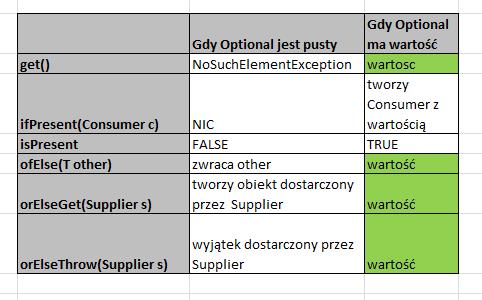 Gdy Optional jest pusty
Gdy Optional
ma wartość
get()
NoSuchElementException
wartosc
ifPresent(Consumer c)
NIC
tworzy
Consumer z
wartością
isPresent
FALSE
TRUE
ofElse(T other)
zwraca other
wartość
orElseGet(Supplier s)
tworzy obiekt dostarczony
przez  Supplier
wartość
orElseThrow(Supplier s)
wyjątek dostarczony przez
Supplier
wartość